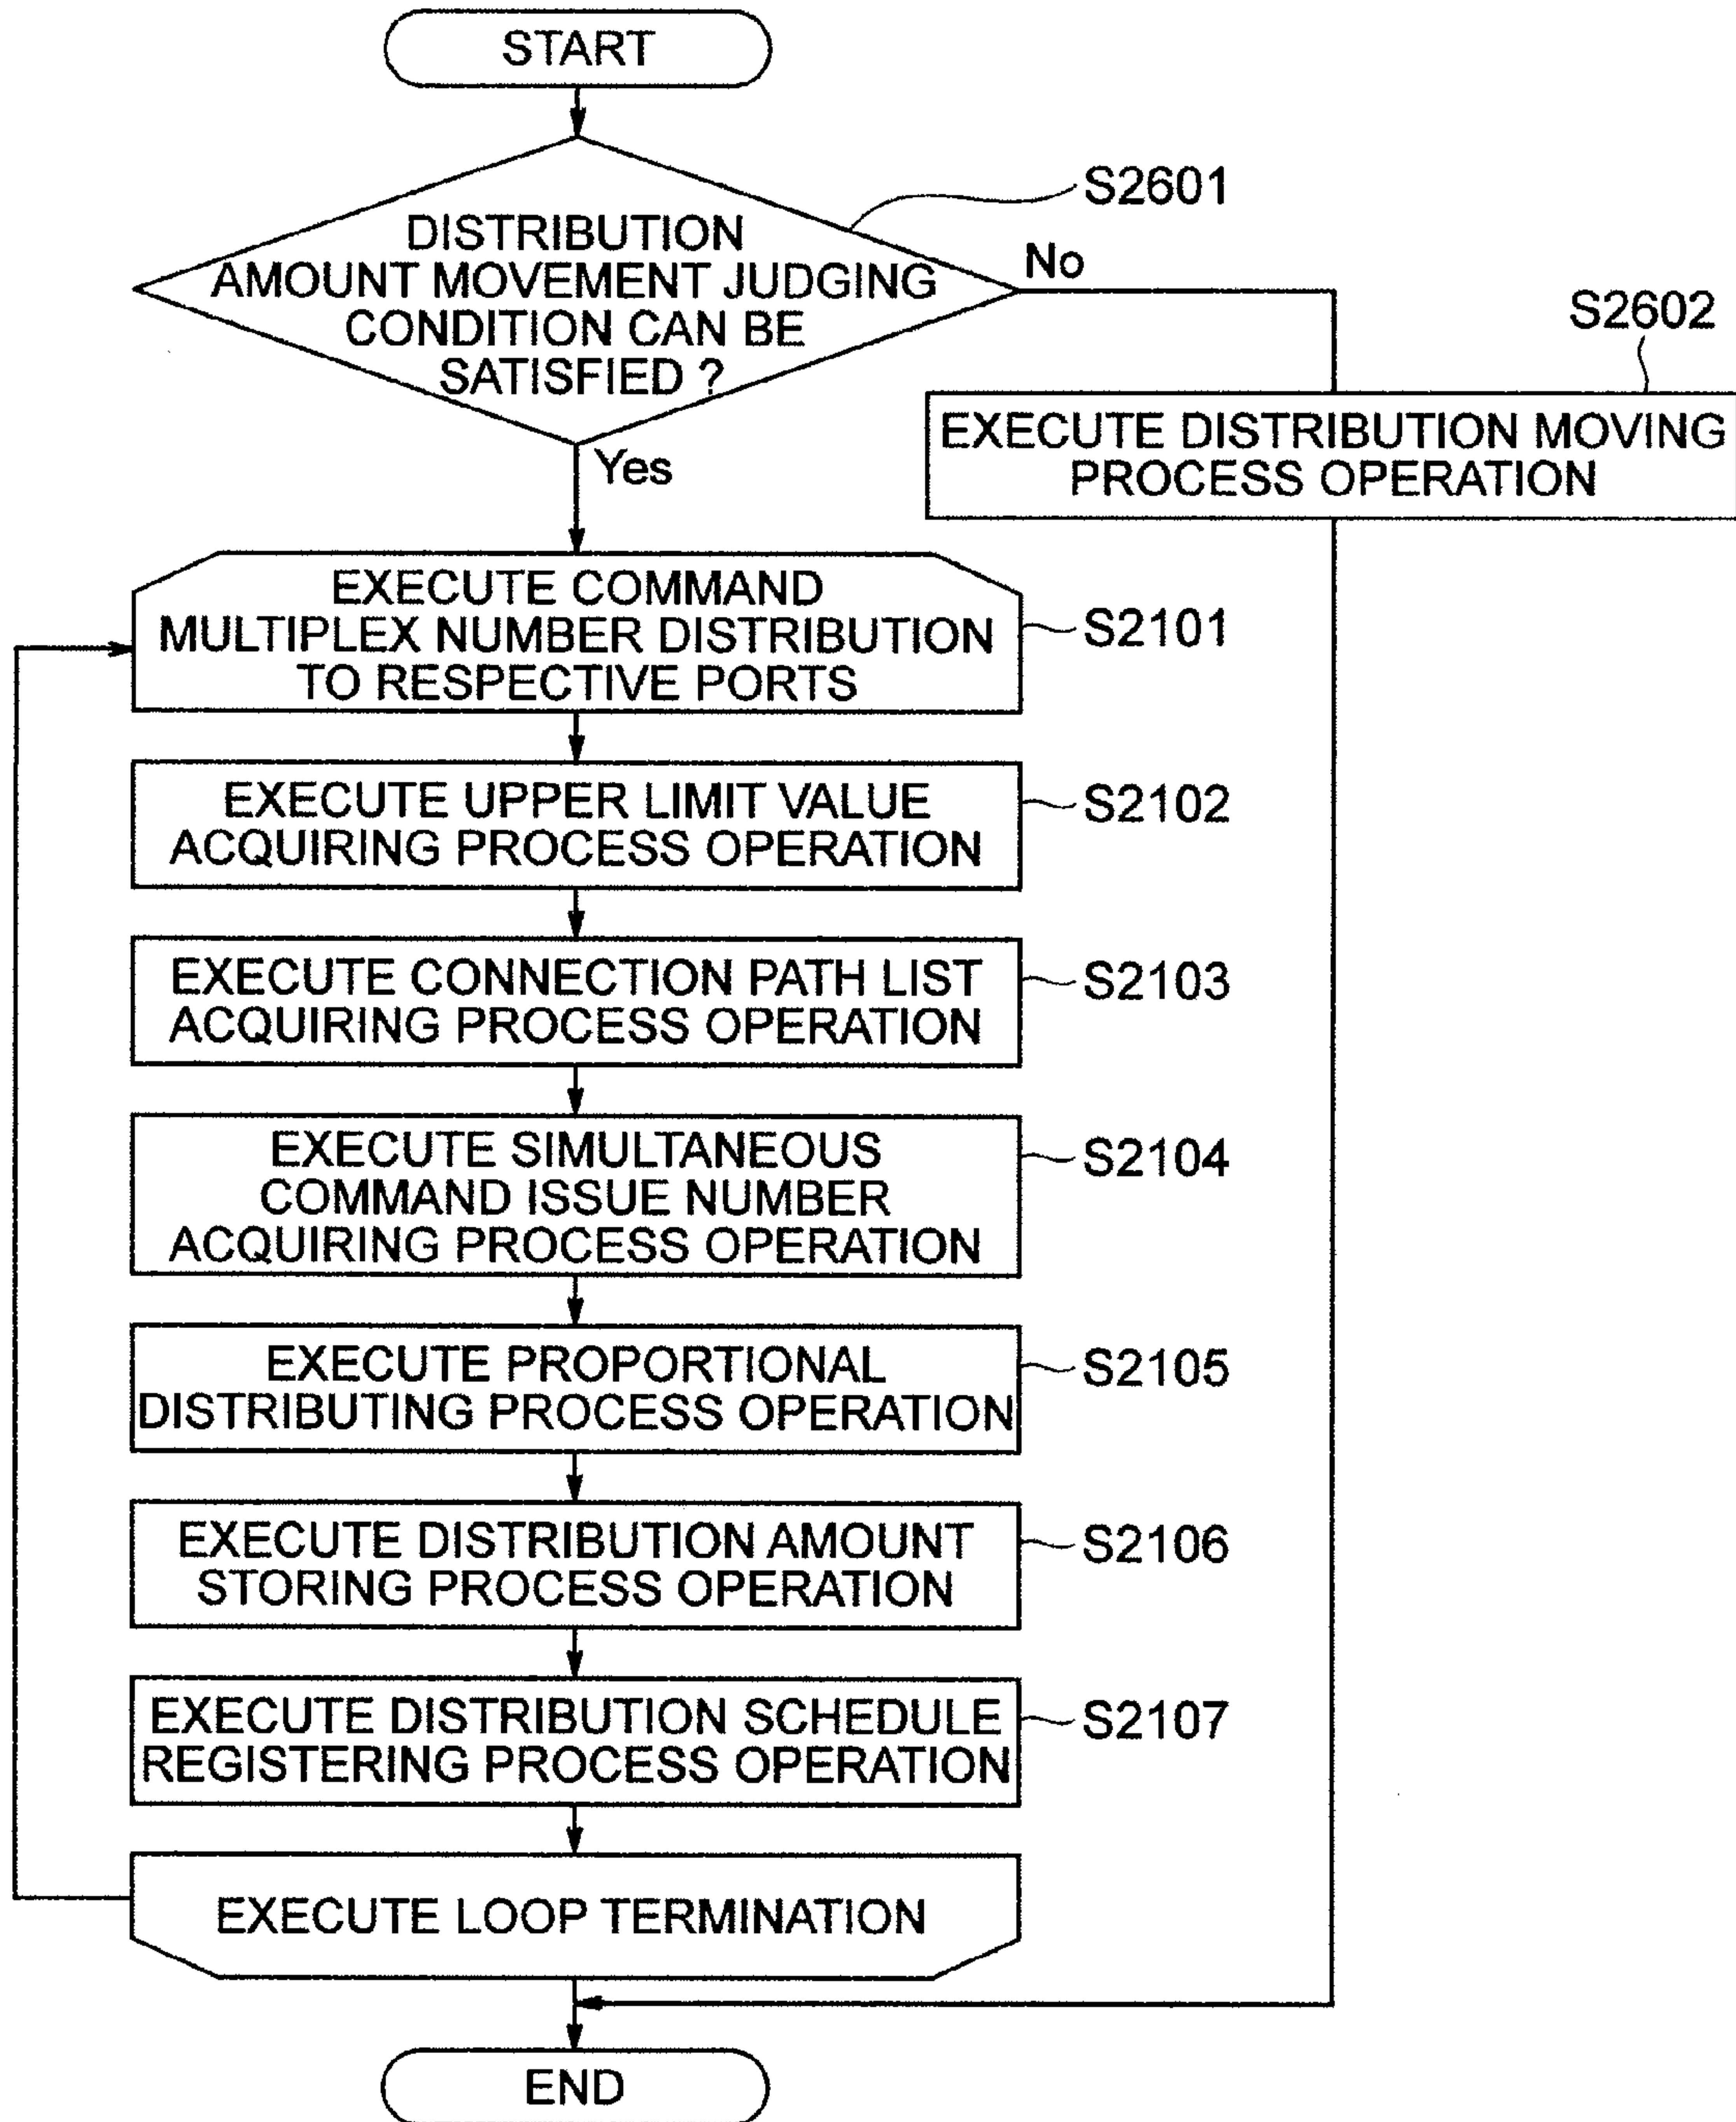 START
S2601
DISTRIBUTION
AMOUNT MOVEMENT JUDGING
CONDITION CAN BE
SATISFIED ?
No
Yes
S2602
EXECUTE DISTRIBUTION MOVING
PROCESS OPERATION
EXECUTE COMMAND
MULTIPLEX NUMBER DISTRIBUTION
TO RESPECTIVE PORTS
S2101
EXECUTE UPPER LIMIT VALUE
ACQUIRING PROCESS OPERATION
S2102
EXECUTE CONNECTION PATH LIST
ACQUIRING PROCESS OPERATION
S2103
EXECUTE SIMULTANEOUS
COMMAND ISSUE NUMBER
ACQUIRING PROCESS OPERATION
S2104
EXECUTE PROPORTIONAL
DISTRIBUTING PROCESS OPERATION
S2105
EXECUTE DISTRIBUTION AMOUNT
STORING PROCESS OPERATION
S2106
EXECUTE DISTRIBUTION SCHEDULE
REGISTERING PROCESS OPERATION
S2107
EXECUTE LOOP TERMINATION
END